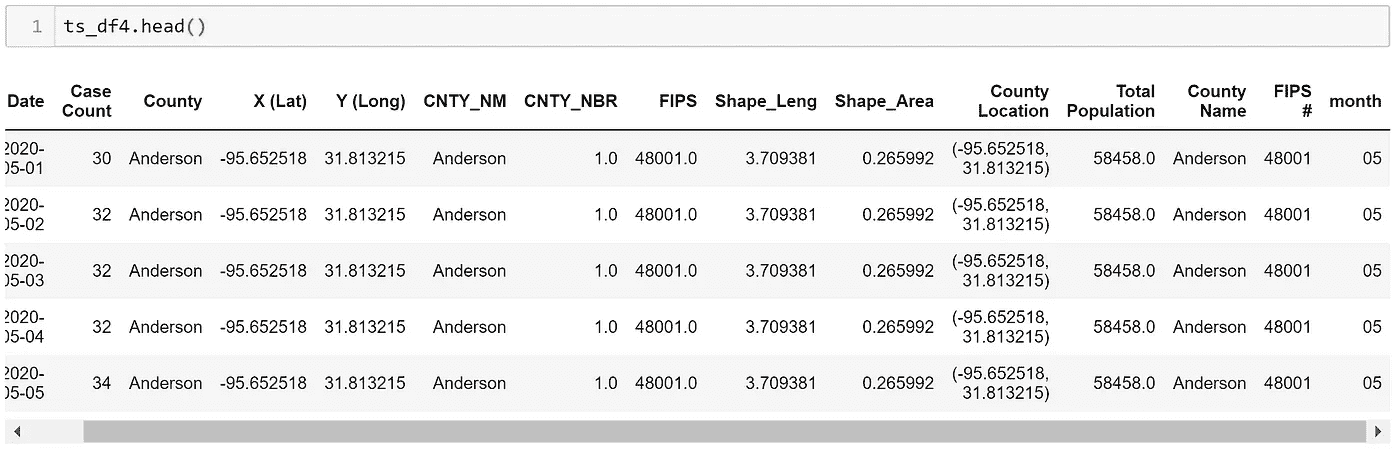 1 ts_df4.head()
Date Case Count County X (Lat) Y (Long) CNTY_NM CNTY_NBR FIPS Shape_Leng Shape_Area County Location Total Population County Name FIPS # month
2020-05-01 30 Anderson -95.652518 31.813215 Anderson 1.0 48001.0 3.709381 0.265992 (-95.652518, 31.813215) 58458.0 Anderson 48001 05
2020-05-02 32 Anderson -95.652518 31.813215 Anderson 1.0 48001.0 3.709381 0.265992 (-95.652518, 31.813215) 58458.0 Anderson 48001 05
2020-05-03 32 Anderson -95.652518 31.813215 Anderson 1.0 48001.0 3.709381 0.265992 (-95.652518, 31.813215) 58458.0 Anderson 48001 05
2020-05-04 32 Anderson -95.652518 31.813215 Anderson 1.0 48001.0 3.709381 0.265992 (-95.652518, 31.813215) 58458.0 Anderson 48001 05
2020-05-05 34 Anderson -95.652518 31.813215 Anderson 1.0 48001.0 3.709381 0.265992 (-95.652518, 31.813215) 58458.0 Anderson 48001 05